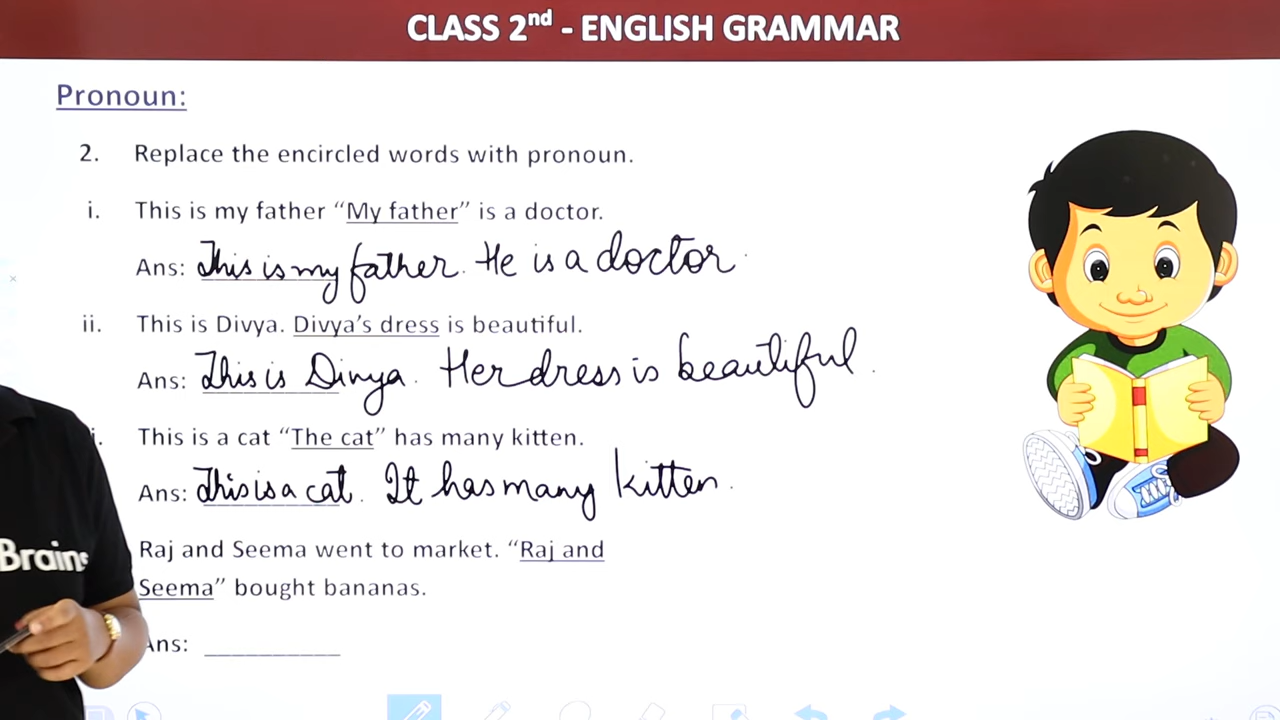 CLASS 2nd - ENGLISH GRAMMAR
Pronoun:
2. Replace the encircled words with pronoun.
i. This is my father “My father” is a doctor.
Ans: This is my father. He is a doctor.
ii. This is Divya. Divya’s dress is beautiful.
Ans: This is Divya. Her dress is beautiful.
i. This is a cat “The cat” has many kitten.
Ans: This is a cat. It has many kitten.
Raj and Seema went to market. “Raj and
Seema” bought bananas.
Brains
Ans: